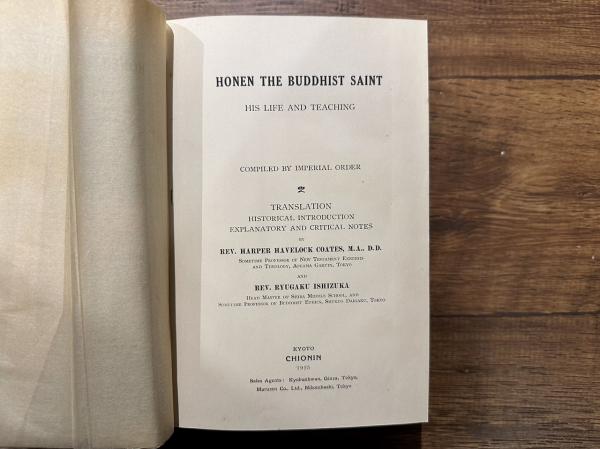 HONEN THE BUDDHIST SAINT
HIS LIFE AND TEACHING
COMPILED BY IMPERIAL ORDER
TRANSLATION
HISTORICAL INTRODUCTION
EXPLANATORY AND CRITICAL NOTES
BY
REV. HARPER HAVELOCK COATES, M.A., D.D.
SOMETIME PROFESSOR OF NEW TESTAMENT EXEGESIS
AND THEOLOGY, AOYAMA GAKUIN, TOKYO
AND
REV. RYUGAKU ISHIZUKA
HEAD MASTER OF SHIBA MIDDLE SCHOOL, AND
SOMETIME PROFESSOR OF BUDDHIST ETHICS, SHUKYO DAIGAKU, TOKYO
KYOTO
CHIONIN
1925
Sales Agents: Kyobunkwan, Ginza, Tokyo,
Maruzen Co., Ltd., Nihonbashi, Tokyo